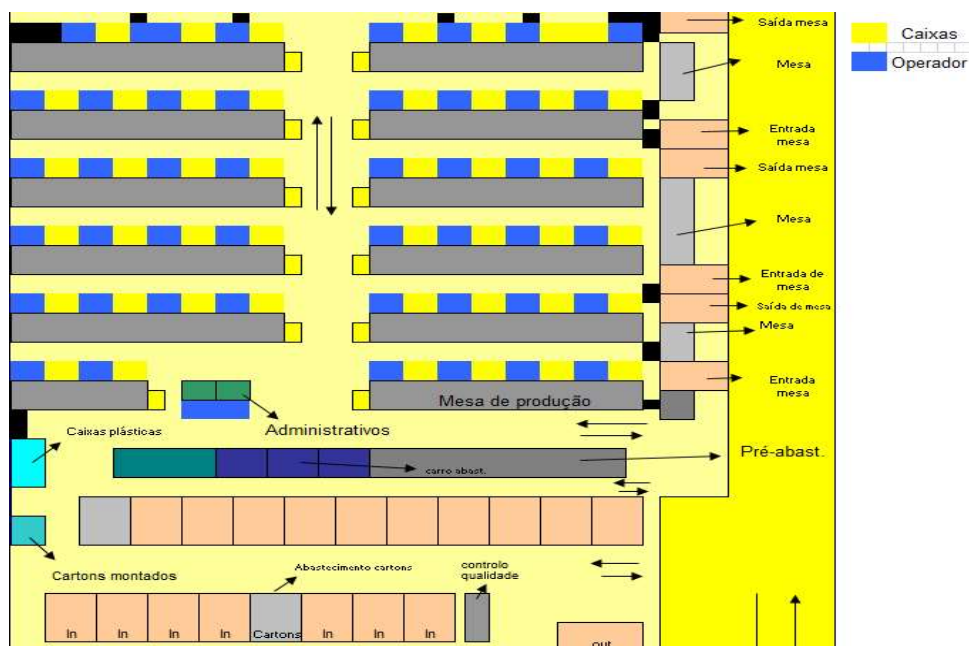 Saída mesa
Caixas
Operador
Mesa
Entrada
mesa
Saída mesa
Mesa
Entrada de
mesa
Saída de mesa
Mesa
Entrada
mesa
Mesa de produção
Administrativos
Caixas plásticas
Pré-abast.
carro abast.
Cartons montados
Abastecimento cartons
controlo
qualidade
In
In
In
In
Cartons
In
In
In
out